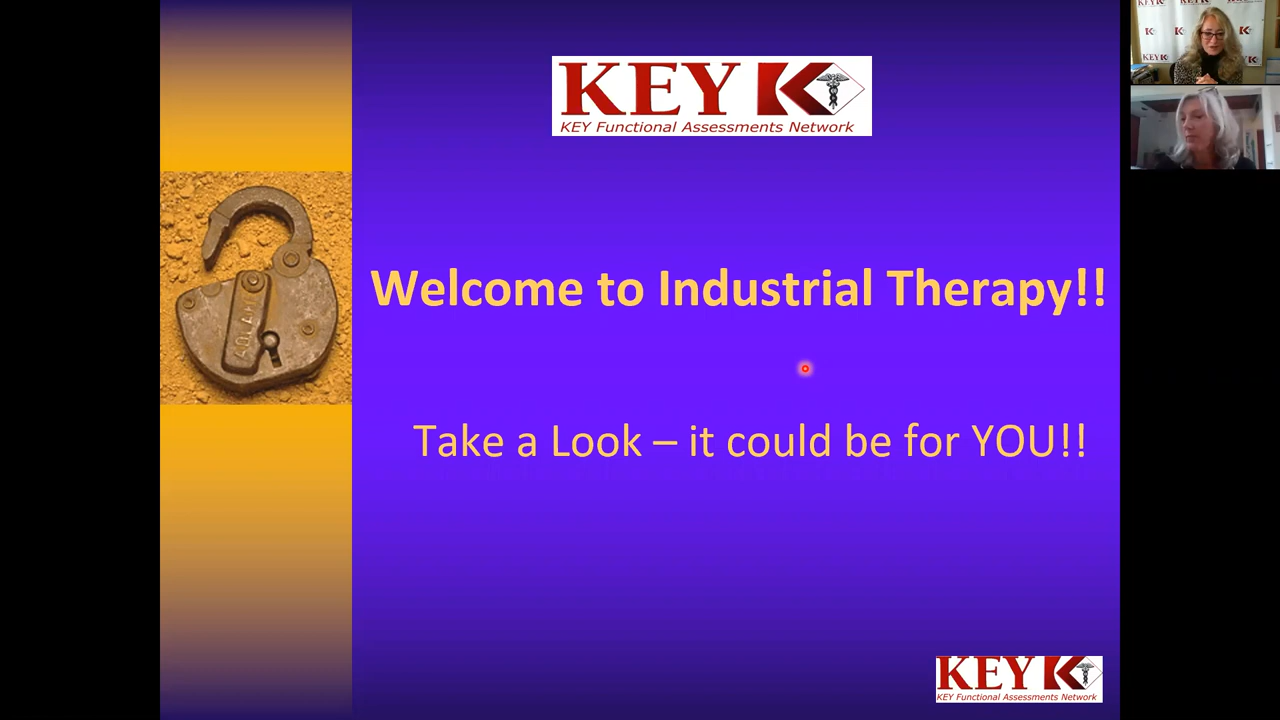 KEY
KEY Functional Assessments Network
Welcome to Industrial Therapy!!
Take a Look – it could be for YOU!!
KEY
KEY Functional Assessments Network
KEY